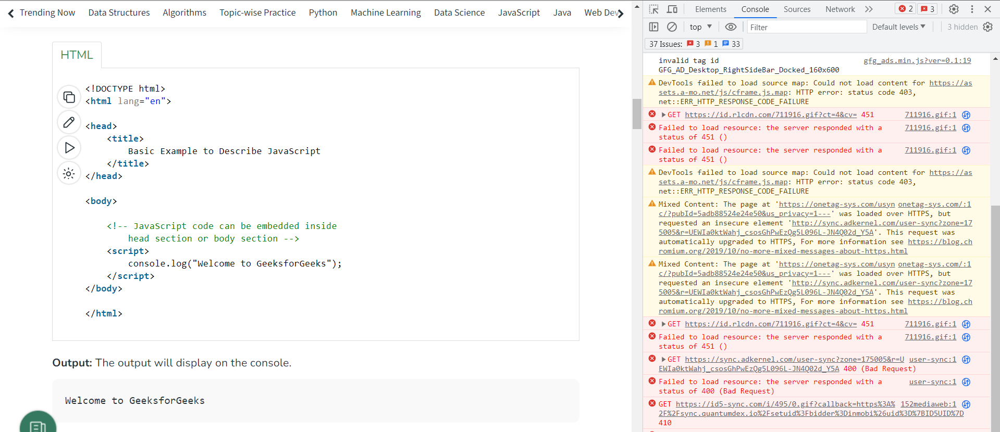 Trending Now Data Structures Algorithms Topic-wise Practice Python Machine Learning Data Science JavaScript Java Web Dev
HTML
<!DOCTYPE html>
<html lang="en">
<head>
<title>
Basic Example to Describe JavaScript
</title>
</head>
<body>
<!-- JavaScript code can be embedded inside
head section or body section -->
<script>
console.log("Welcome to GeeksforGeeks");
</script>
</body>
</html>
Output: The output will display on the console.
Welcome to GeeksforGeeks
Elements Console Sources Network 2 3
top Filter Default levels 3 hidden
37 Issues: 3 1 33
invalid tag id gfg_ads.min.js?ver=0.1:19
GFG_AD_Desktop_RightSideBar_Docked_160x600
DevTools failed to load source map: Could not load content for https://as
sets.a-mo.net/js/cframe.js.map: HTTP error: status code 403,
net::ERR_HTTP_RESPONSE_CODE_FAILURE
GET https://id.rlcdn.com/711916.gif?ct=4&cv= 451 711916.gif:1
Failed to load resource: the server responded with a 711916.gif:1
status of 451 ()
Failed to load resource: the server responded with a 711916.gif:1
status of 451 ()
DevTools failed to load source map: Could not load content for https://as
sets.a-mo.net/js/cframe.js.map: HTTP error: status code 403,
net::ERR_HTTP_RESPONSE_CODE_FAILURE
Mixed Content: The page at 'https://onetag-sys.com/usyn onetag-sys.com/:1
c/?pubId=5adb88524e24e50&us_privacy=1---' was loaded over HTTPS, but
requested an insecure element 'http://sync.adkernel.com/user-sync?zone=17
5005&r=UEWIa0ktWahj_csosGhPwEzQg5L096L-JN4Q02d_Y5A'. This request was
automatically upgraded to HTTPS, For more information see https://blog.ch
romium.org/2019/10/no-more-mixed-messages-about-https.html
Mixed Content: The page at 'https://onetag-sys.com/usyn onetag-sys.com/:1
c/?pubId=5adb88524e24e50&us_privacy=1---' was loaded over HTTPS, but
requested an insecure element 'http://sync.adkernel.com/user-sync?zone=17
5005&r=UEWIa0ktWahj_csosGhPwEzQg5L096L-JN4Q02d_Y5A'. This request was
automatically upgraded to HTTPS, For more information see https://blog.ch
romium.org/2019/10/no-more-mixed-messages-about-https.html
GET https://id.rlcdn.com/711916.gif?ct=4&cv= 451 711916.gif:1
Failed to load resource: the server responded with a 711916.gif:1
status of 451 ()
GET https://sync.adkernel.com/user-sync?zone=175005&r=U user-sync:1
EWIa0ktWahj_csosGhPwEzQg5L096L-JN4Q02d_Y5A 400 (Bad Request)
Failed to load resource: the server responded with a user-sync:1
status of 400 (Bad Request)
GET https://id5-sync.com/i/495/0.gif?callback=https%3A% 152mediaweb:1
2F%2Fsync.quantumdex.io%2Fsetuid%3Fbidder%3Dinmobi%26uid%3D%7BID5UID%7D
410